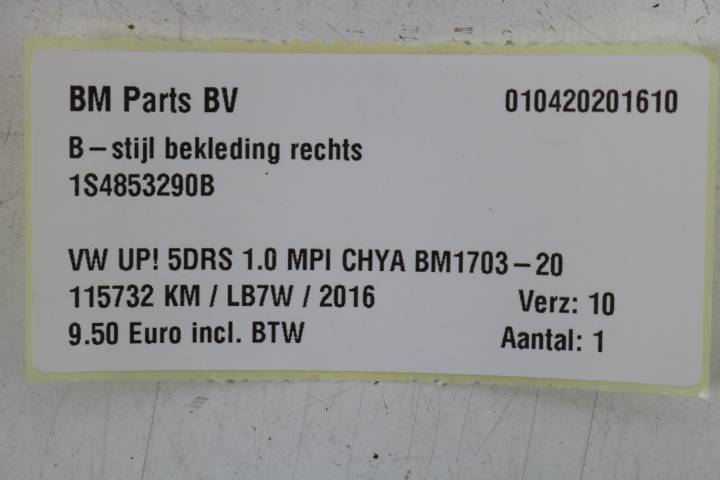 BM Parts BV 010420201610
B-stijl bekleding rechts
1S4853290B
VW UP! 5DRS 1.0 MPI CHYA BM1703-20
115732 KM / LB7W / 2016 Verz: 10
9.50 Euro incl. BTW Aantal: 1